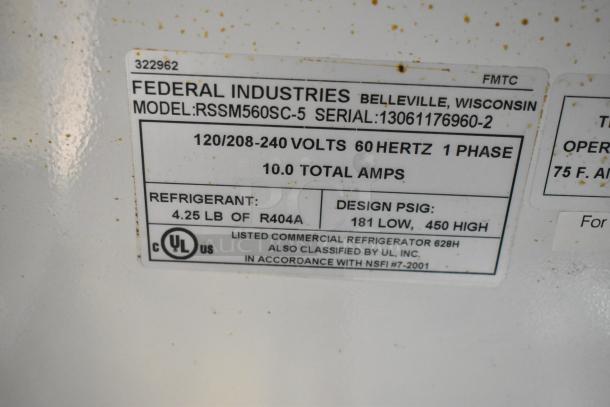 322962
FMTC
FEDERAL INDUSTRIES BELLEVILLE, WISCONSIN
MODEL:RSSM560SC-5 SERIAL:13061176960-2
120/208-240 VOLTS 60 HERTZ 1 PHASE
10.0 TOTAL AMPS
REFRIGERANT:
4.25 LB OF R404A
DESIGN PSIG:
181 LOW, 450 HIGH
C UL US
LISTED COMMERCIAL REFRIGERATOR 628H
ALSO CLASSIFIED BY UL, INC.
IN ACCORDANCE WITH NSFI #7-2001
OPER
75 F. A
For